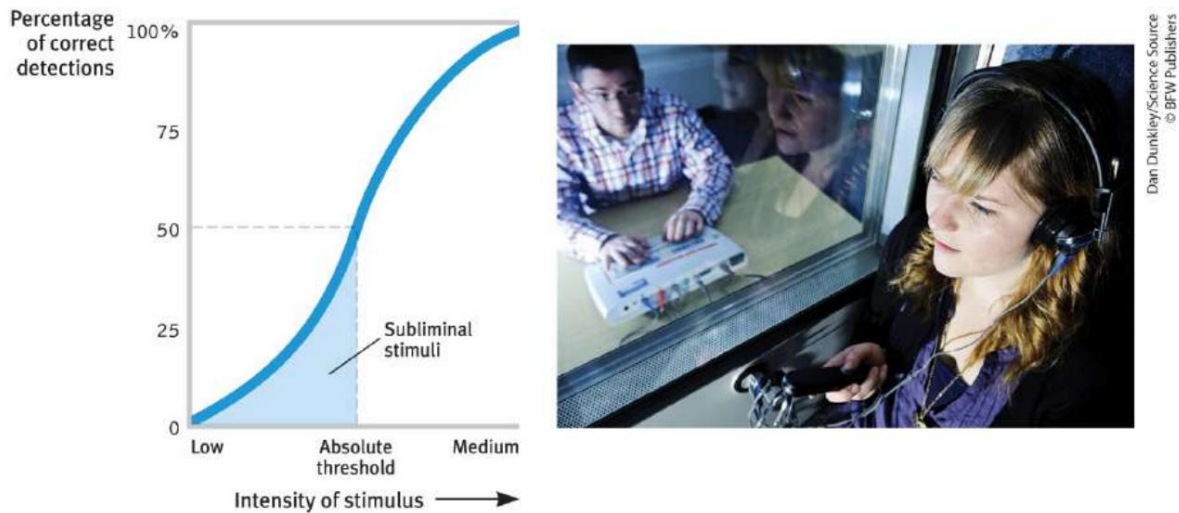 Percentage
of correct
detections
100%
75
50
25
0
Subliminal
stimuli
Low
Absolute
threshold
Medium
Intensity of stimulus
Dan Dunkley/Science Source
© BFW Publishers